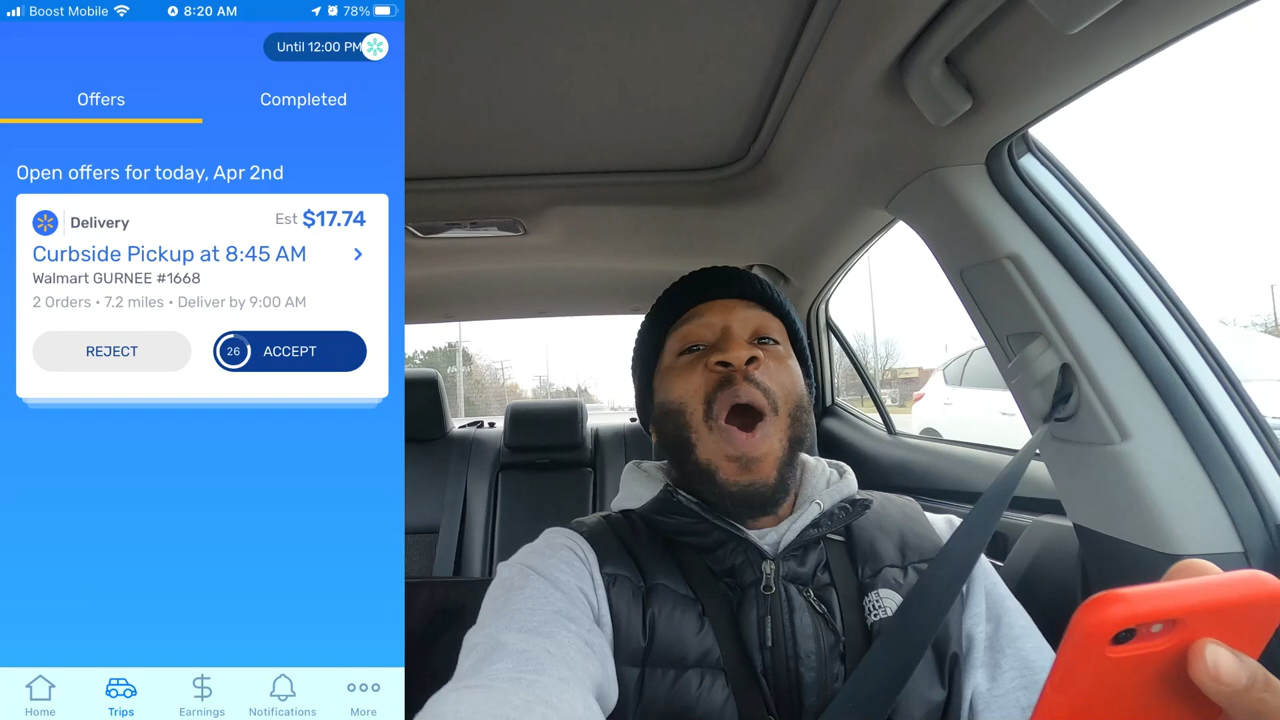 Boost Mobile 8:20 AM 78%
Until 12:00 PM
Offers Completed
Open offers for today, Apr 2nd
Delivery Est $17.74
Curbside Pickup at 8:45 AM
Walmart GURNEE #1668
2 Orders • 7.2 miles • Deliver by 9:00 AM
REJECT 26 ACCEPT
THE
NORTH
FACE
Home Trips Earnings Notifications More